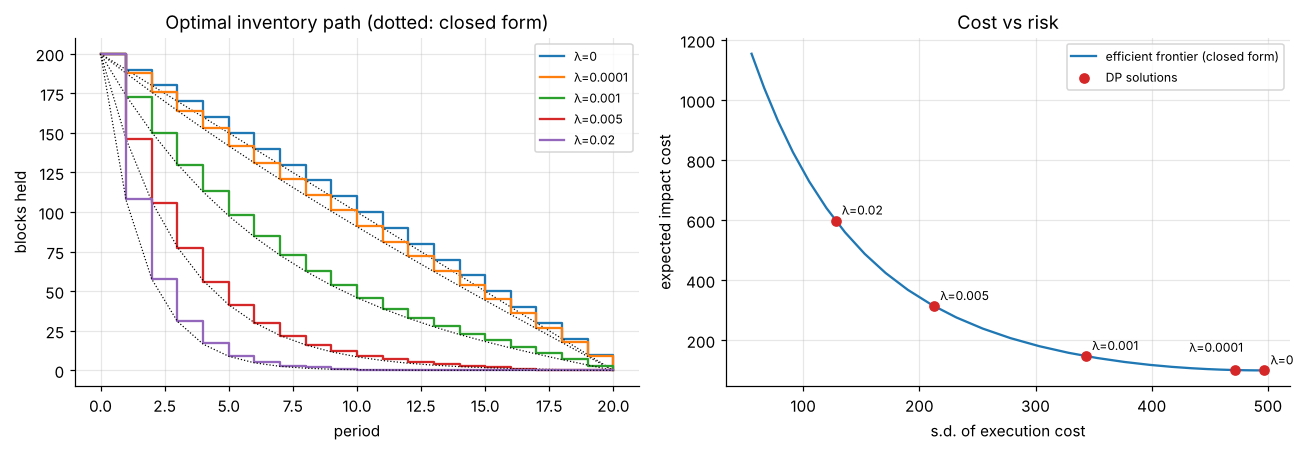 Optimal inventory path (dotted: closed form)
200
175
150
125
100
75
50
25
0
blocks held
0.0 2.5 5.0 7.5 10.0 12.5 15.0 17.5 20.0
period
λ=0
λ=0.0001
λ=0.001
λ=0.005
λ=0.02
Cost vs risk
1200
1000
800
600
400
200
expected impact cost
100 200 300 400 500
s.d. of execution cost
efficient frontier (closed form)
DP solutions
λ=0.02
λ=0.005
λ=0.001
λ=0.0001
λ=0